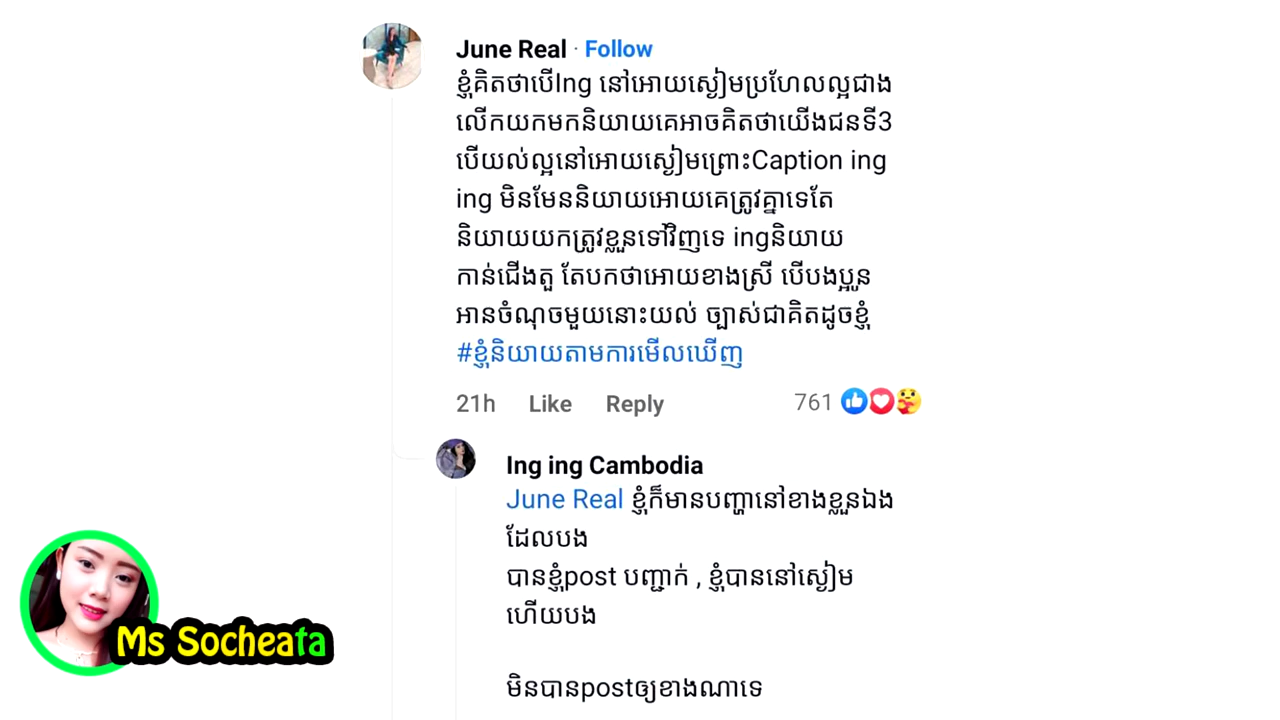 June Real · Follow
ខ្ញុំគិតថាបើIng នៅអោយស្ងៀមប្រហែលល្អជាង
លើកយកមកនិយាយគេអាចគិតថាយើងជនទី3
បើយល់ល្អនៅអោយស្ងៀមព្រោះCaption ing
ing មិនមែននិយាយអោយគេត្រូវគ្នាទេតែ
និយាយយកត្រូវខ្លួនទៅវិញទេ ingនិយាយ
កាន់ជើងតួ តែបកថាអោយខាងស្រី បើបងប្អូន
អានចំណុចមួយនោះយល់ ច្បាស់ជាគិតដូចខ្ញុំ
#ខ្ញុំនិយាយតាមការមើលឃើញ
21h Like Reply 761
Ing ing Cambodia
June Real ខ្ញុំក៏មានបញ្ហានៅខាងខ្លួនឯង
ដែលបង
បានខ្ញុំpost បញ្ជាក់ , ខ្ញុំបាននៅស្ងៀម
ហើយបង
មិនបានpostឲ្យខាងណាទេ
Ms Socheata